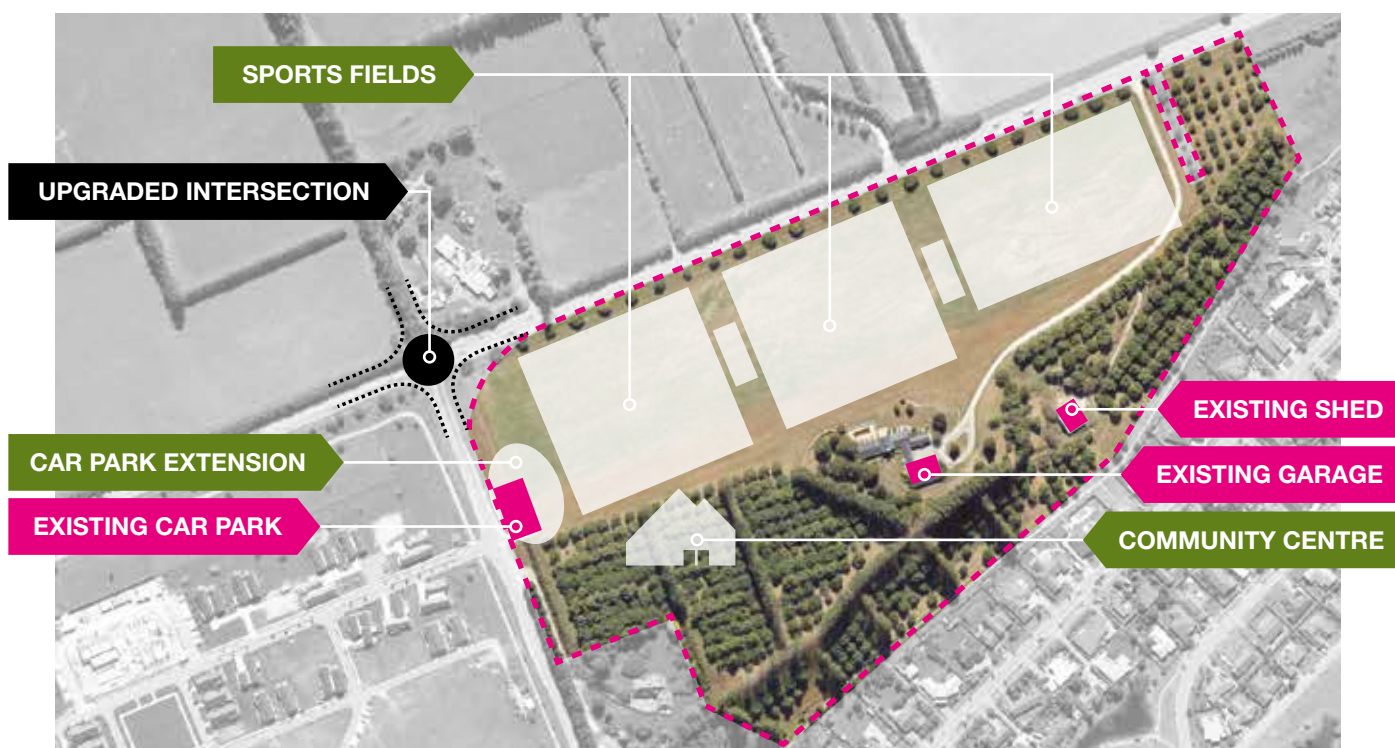 SPORTS FIELDS
UPGRADED INTERSECTION
CAR PARK EXTENSION
EXISTING CAR PARK
EXISTING SHED
EXISTING GARAGE
COMMUNITY CENTRE